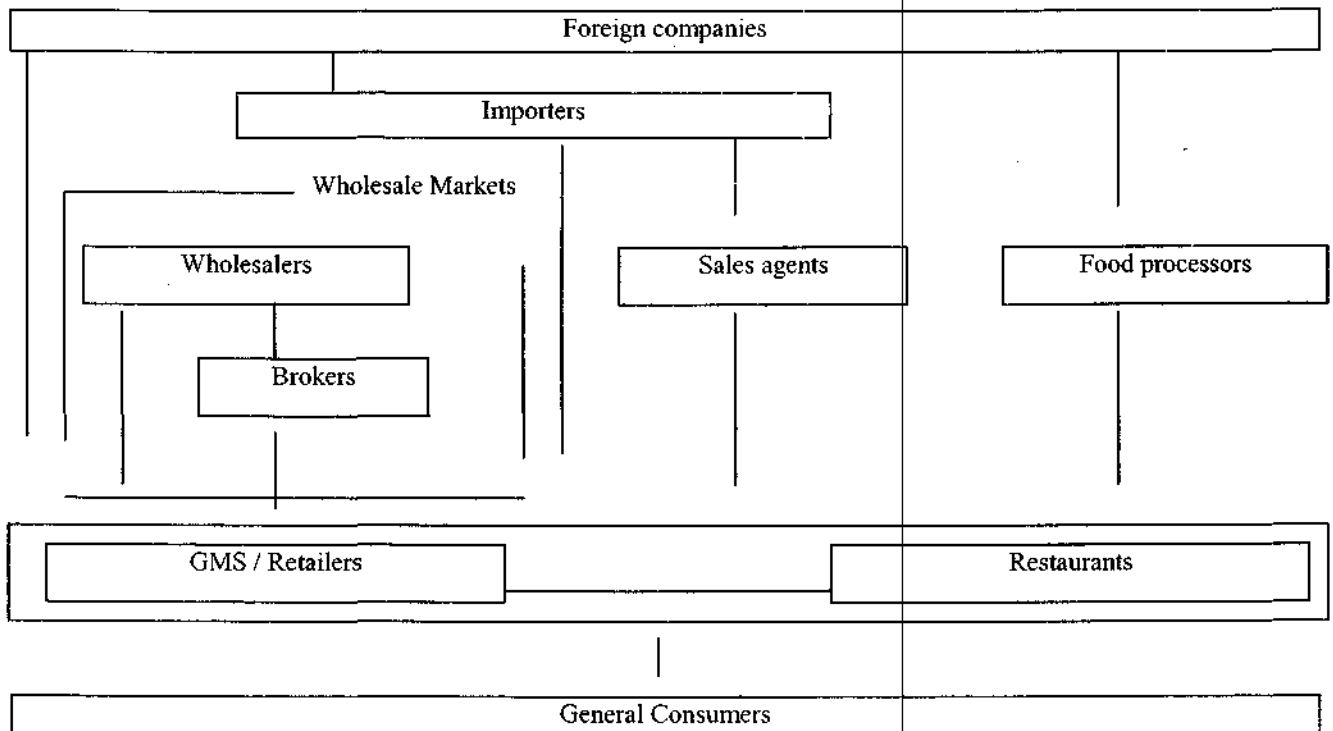 Foreign companies
Importers
Wholesale Markets
Wholesalers
Sales agents
Food processors
Brokers
GMS / Retailers
Restaurants
General Consumers